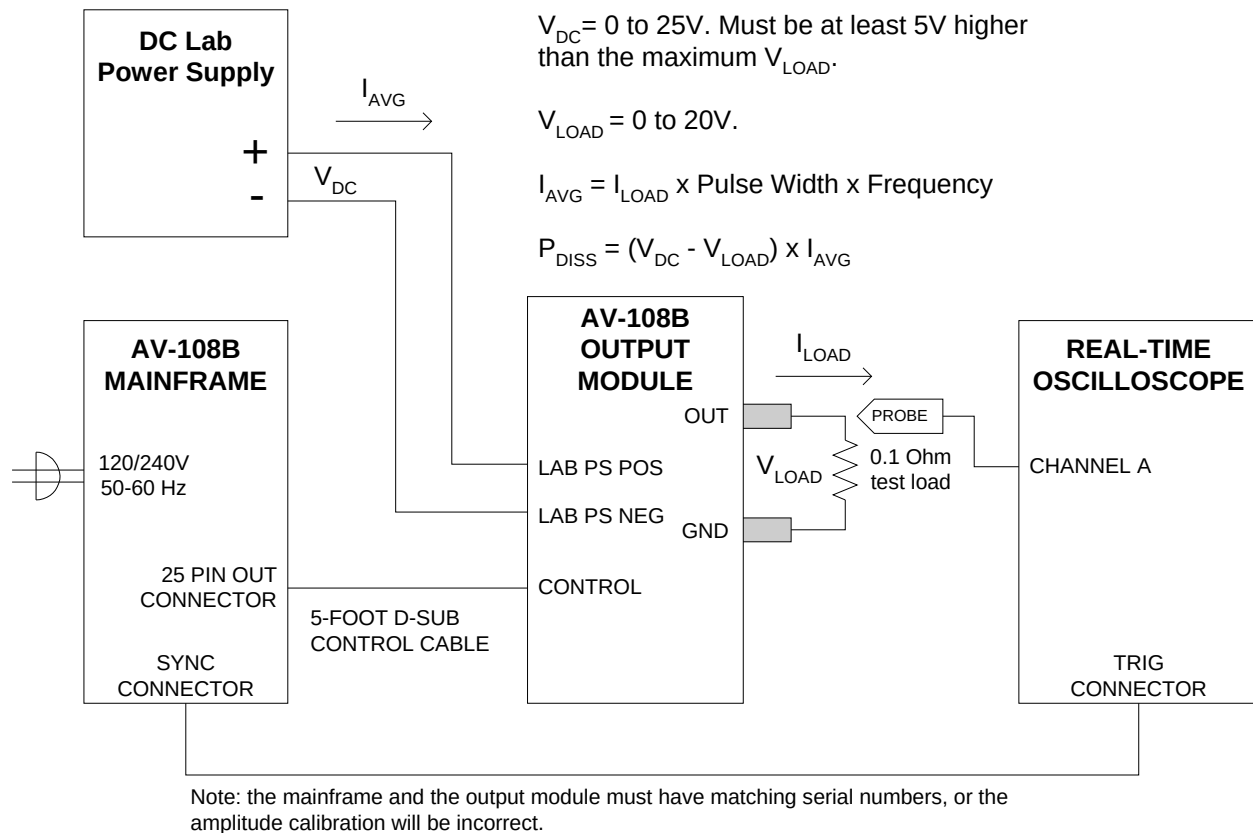 DC Lab
Power Supply
+
-
I_AVG
V_DC
V_DC= 0 to 25V. Must be at least 5V higher
than the maximum V_LOAD.
V_LOAD = 0 to 20V.
I_AVG = I_LOAD x Pulse Width x Frequency
P_DISS = (V_DC - V_LOAD) x I_AVG
AV-108B
MAINFRAME
120/240V
50-60 Hz
25 PIN OUT
CONNECTOR
SYNC
CONNECTOR
5-FOOT D-SUB
CONTROL CABLE
AV-108B
OUTPUT
MODULE
OUT
LAB PS POS
LAB PS NEG
GND
CONTROL
I_LOAD
PROBE
V_LOAD
0.1 Ohm
test load
REAL-TIME
OSCILLOSCOPE
CHANNEL A
TRIG
CONNECTOR
Note: the mainframe and the output module must have matching serial numbers, or the
amplitude calibration will be incorrect.